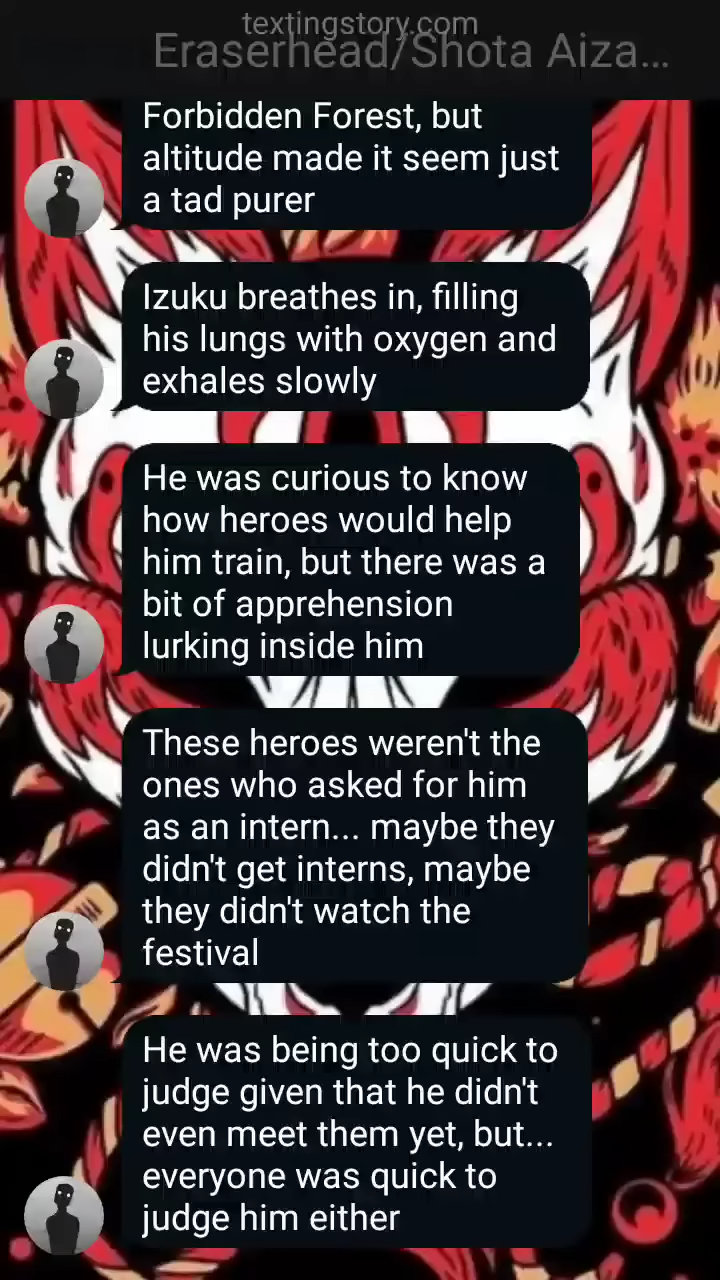 textingstory.com
Eraserhead/Shota Aiza...
Forbidden Forest, but
altitude made it seem just
a tad purer
Izuku breathes in, filling
his lungs with oxygen and
exhales slowly
He was curious to know
how heroes would help
him train, but there was a
bit of apprehension
lurking inside him
These heroes weren't the
ones who asked for him
as an intern... maybe they
didn't get interns, maybe
they didn't watch the
festival
He was being too quick to
judge given that he didn't
even meet them yet, but...
everyone was quick to
judge him either